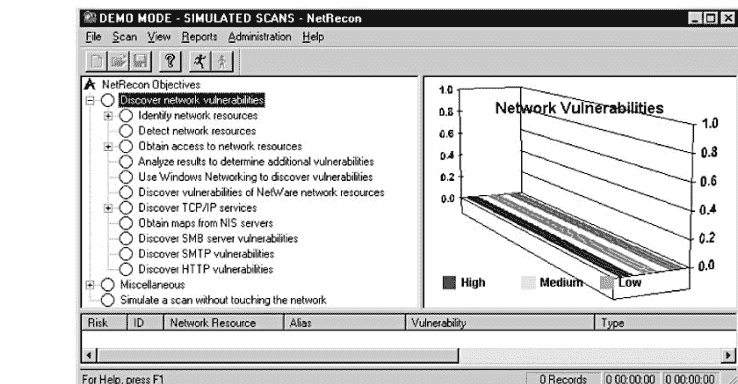 DEMO MODE - SIMULATED SCANS - NetRecon
File Scan View Reports Administration Help
NetRecon Objectives
Discover network vulnerabilities
Identify network resources
Detect network resources
Obtain access to network resources
Analyze results to determine additional vulnerabilities
Use Windows Networking to discover vulnerabilities
Discover vulnerabilities of NetWare network resources
Discover TCP/IP services
Obtain maps from NIS servers
Discover SMB server vulnerabilities
Discover SMTP vulnerabilities
Discover HTTP vulnerabilities
Miscellaneous
Simulate a scan without touching the network
Network Vulnerabilities
1.0
0.8
0.6
0.4
0.2
0.0
1.0
0.8
0.6
0.4
0.2
0.0
High Medium Low
Risk ID Network Resource Alias Vulnerability Type
For Help, press F1 0 Records 0 00:00:00 0 00:00:00